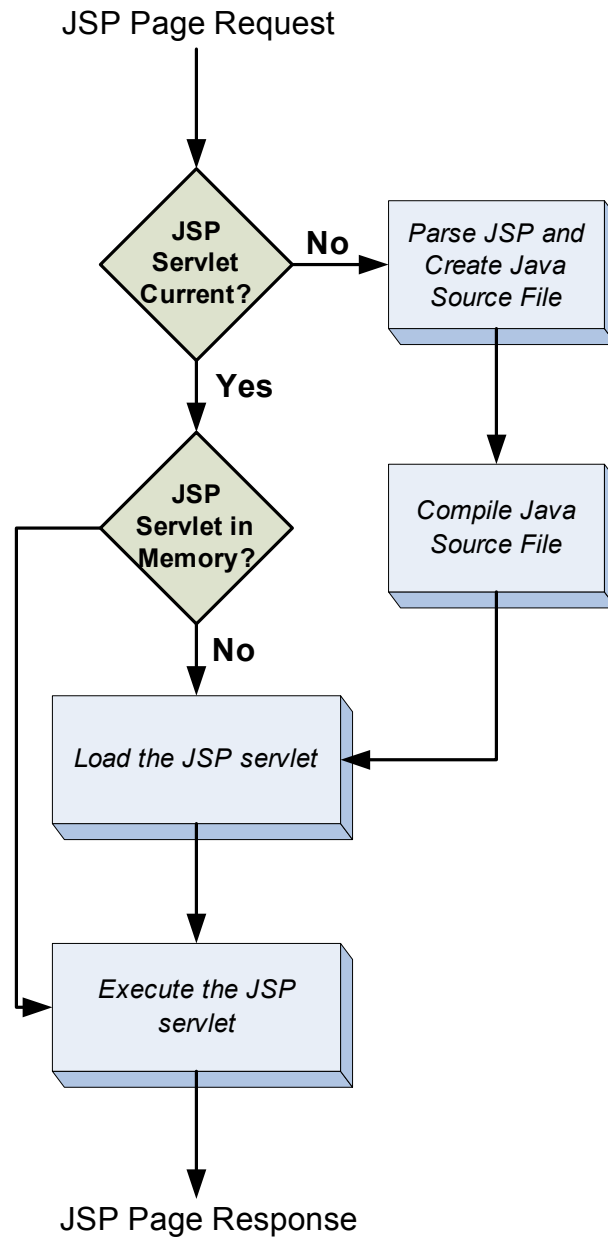 JSP Page Request
JSP
Servlet
Current?
No
Parse JSP and
Create Java
Source File
Yes
JSP
Servlet in
Memory?
Compile Java
Source File
No
Load the JSP servlet
Execute the JSP
servlet
JSP Page Response